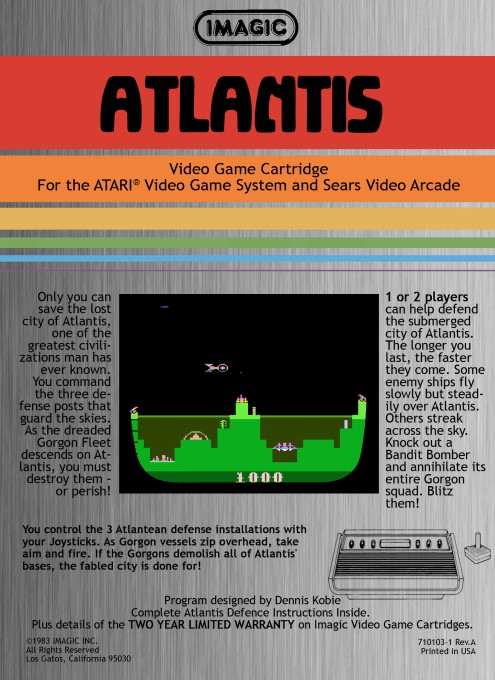 IMAGIC
ATLANTIS
Video Game Cartridge
For the ATARI® Video Game System and Sears Video Arcade
Only you can
save the lost
city of Atlantis,
one of the
greatest civili-
zations man has
ever known.
You command
the three de-
fense posts that
guard the skies.
As the dreaded
Gorgon Fleet
descends on At-
lantis, you must
destroy them -
or perish!
1000
1 or 2 players
can help defend
the submerged
city of Atlantis.
The longer you
last, the faster
they come. Some
enemy ships fly
slowly but stead-
ily over Atlantis.
Others streak
across the sky.
Knock out a
Bandit Bomber
and annihilate its
entire Gorgon
squad. Blitz
them!
You control the 3 Atlantean defense installations with
your Joysticks. As Gorgon vessels zip overhead, take
aim and fire. If the Gorgons demolish all of Atlantis'
bases, the fabled city is done for!
Program designed by Dennis Kobie
Complete Atlantis Defence Instructions Inside.
Plus details of the TWO YEAR LIMITED WARRANTY on Imagic Video Game Cartridges.
©1983 IMAGIC INC.
All Rights Reserved
Los Gatos, California 95030
710103-1 Rev.A
Printed in USA